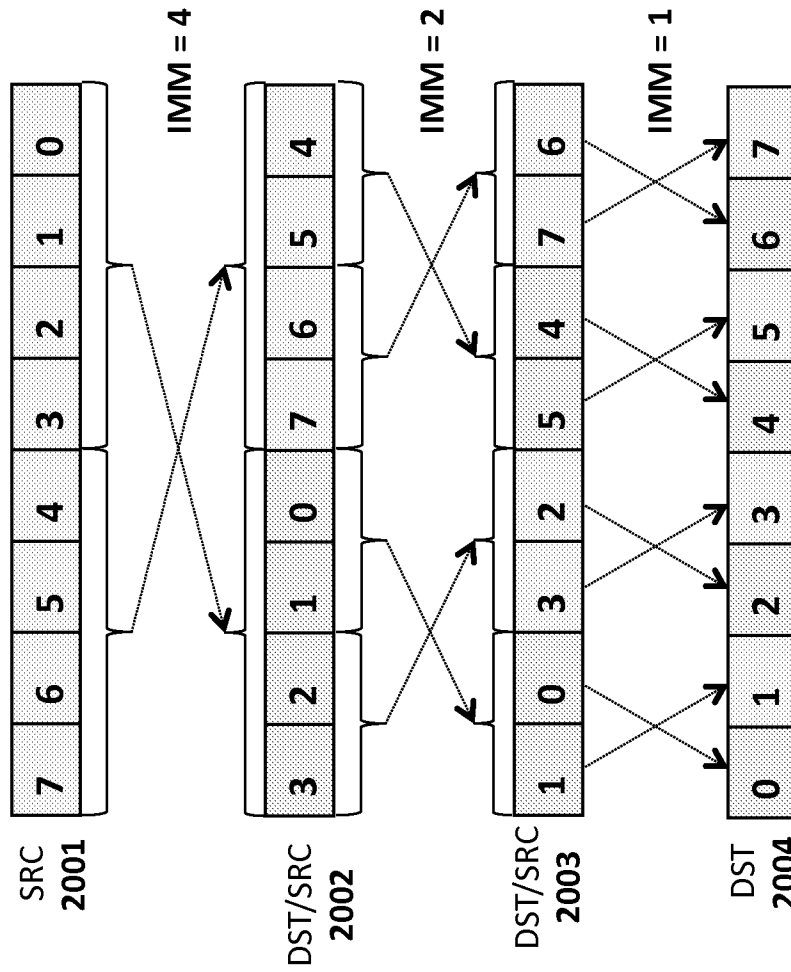 SRC
2001
7 6 5 4 3 2 1 0
IMM = 4
DST/SRC
2002
3 2 1 0 7 6 5 4
IMM = 2
DST/SRC
2003
1 0 3 2 5 4 7 6
IMM = 1
DST
2004
0 1 2 3 4 5 6 7